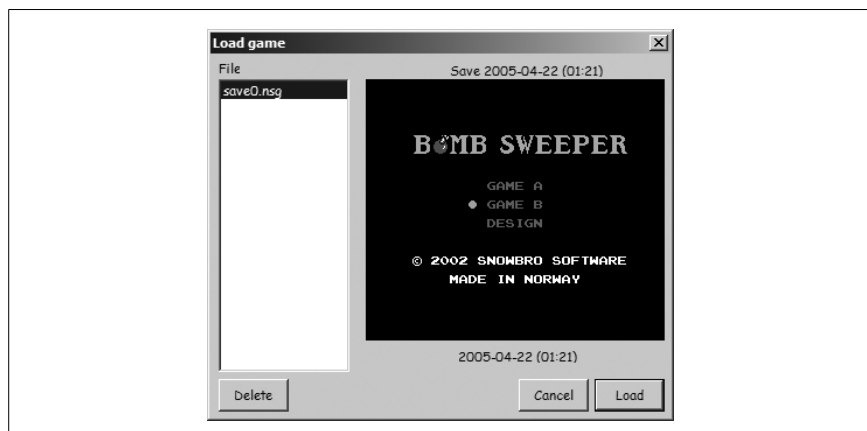 Load game
File
Save 2005-04-22 (01:21)
save0.nsg
BOMB SWEEPER
GAME A
GAME B
DESIGN
© 2002 SNOWBRO SOFTWARE
MADE IN NORWAY
2005-04-22 (01:21)
Delete
Cancel
Load